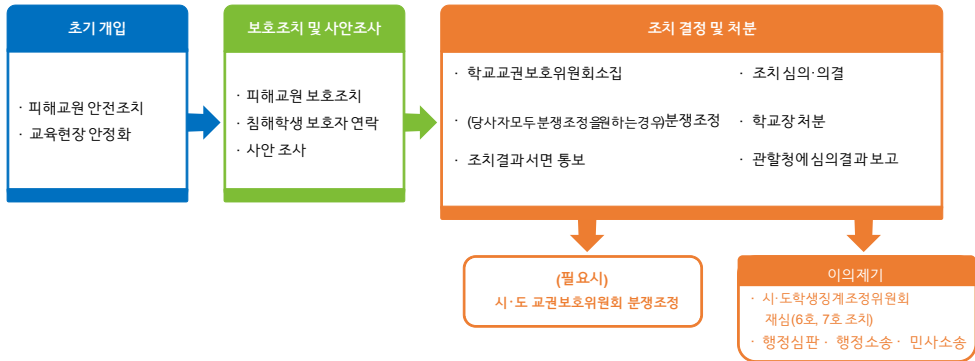 초기 개입
· 피해교원 안전조치
· 교육현장 안정화
보호조치 및 사안조사
· 피해교원 보호조치
· 침해학생 보호자 연락
· 사안 조사
조치 결정 및 처분
· 학교교권보호위원회소집
· (당사자모두분쟁조정을원하는경우)분쟁조정
· 조치결과서면 통보
· 조치 심의·의결
· 학교장 처분
· 관할청에심의결과 보고
(필요시)
시·도 교권보호위원회 분쟁조정
이의제기
· 시·도학생징계조정위원회
재심(6호, 7호 조치)
· 행정심판 · 행정소송 · 민사소송